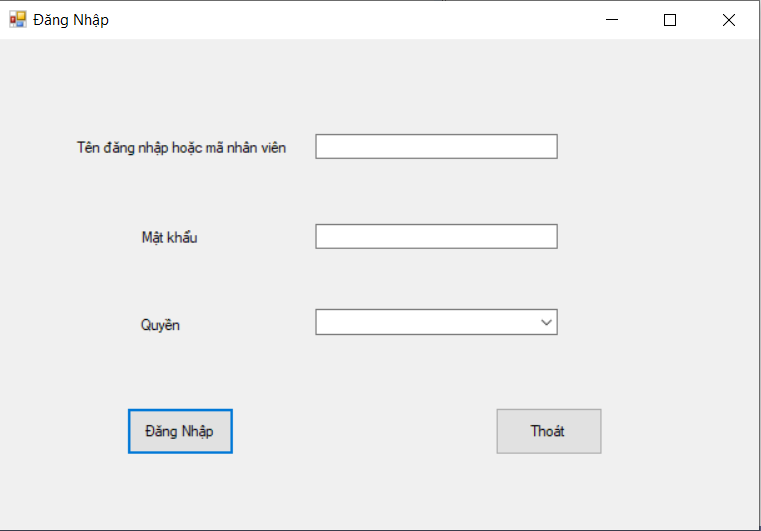 Đăng Nhập
Tên đăng nhập hoặc mã nhân viên
Mật khẩu
Quyền
Đăng Nhập
Thoát